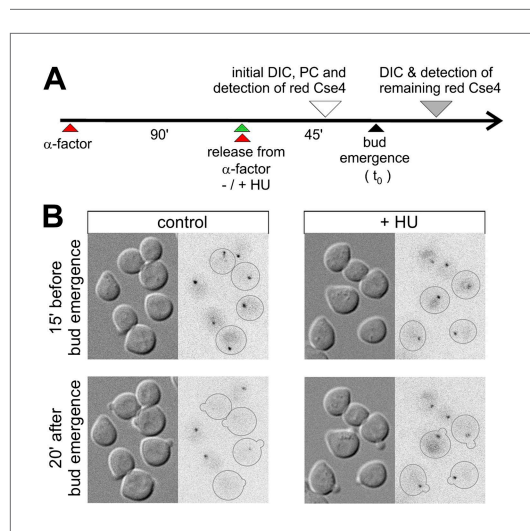 A
initial DIC, PC and
detection of red Cse4
DIC & detection of
remaining red Cse4
α-factor
90'
release from
α-factor
- / + HU
45'
bud
emergence
( t0 )
B
control
+ HU
15' before
bud emergence
20' after
bud emergence